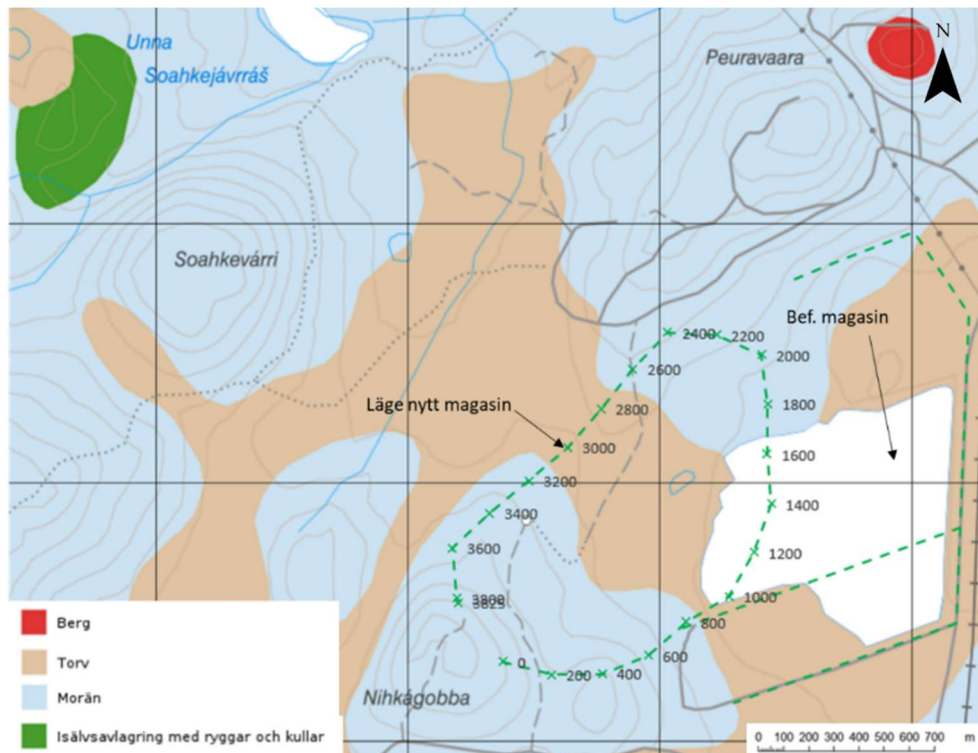 Unna
Soahkejávrráš
Peuravaara
N
Soahkevárri
Bef. magasin
Läge nytt magasin
2400
2200
2000
2600
1800
2800
3000
1600
3200
1400
3400
3600
1200
3800
3825
1000
800
600
0
200
400
Nihkágobba
Berg
Torv
Morän
Isälvsavlagring med ryggar och kullar
0 100 200 300 400 500 600 700 m